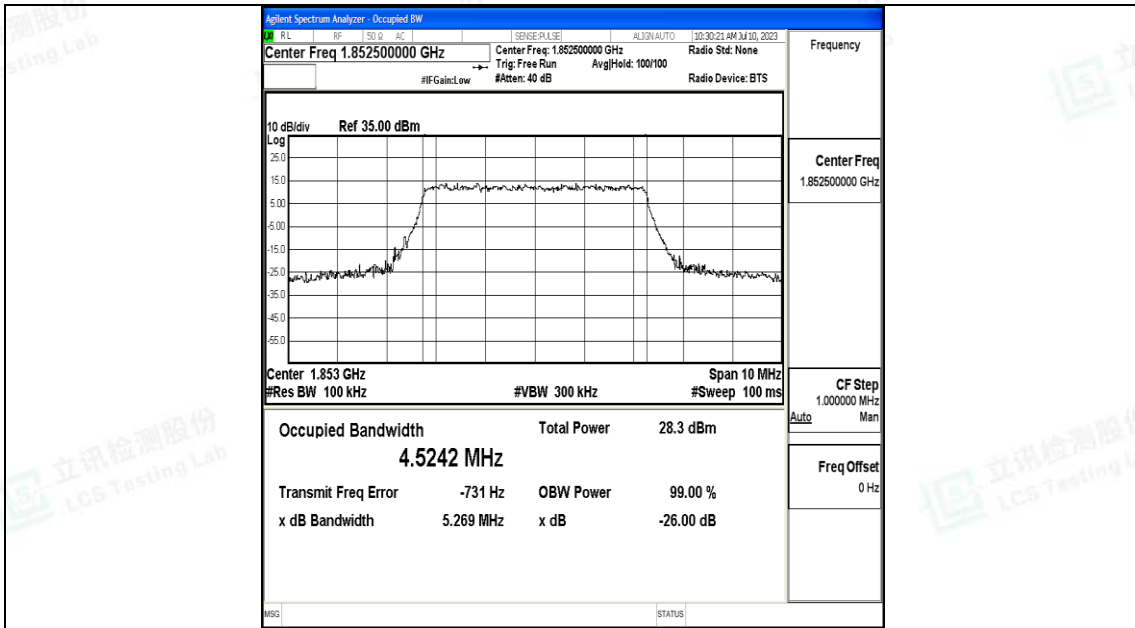 Agilent Spectrum Analyzer - Occupied BW
RL RF 50 Ω AC SENSE:PULSE ALIGN AUTO 10:30:21 AM Jul 10, 2023
Center Freq 1.852500000 GHz
Center Freq: 1.852500000 GHz
Radio Std: None
Trig: Free Run Avg|Hold: 100/100
#IFGain:Low #Atten: 40 dB Radio Device: BTS
Frequency
10 dB/div Ref 35.00 dBm
Log
25.0
15.0
5.00
-5.00
-15.0
-25.0
-35.0
-45.0
-55.0
Center 1.853 GHz Span 10 MHz
#Res BW 100 kHz #VBW 300 kHz #Sweep 100 ms
Center Freq
1.852500000 GHz
CF Step
1.000000 MHz
Auto Man
Freq Offset
0 Hz
Occupied Bandwidth Total Power 28.3 dBm
4.5242 MHz
Transmit Freq Error -731 Hz OBW Power 99.00 %
x dB Bandwidth 5.269 MHz x dB -26.00 dB
MSG STATUS
立讯检测股份
LCS Testing Lab